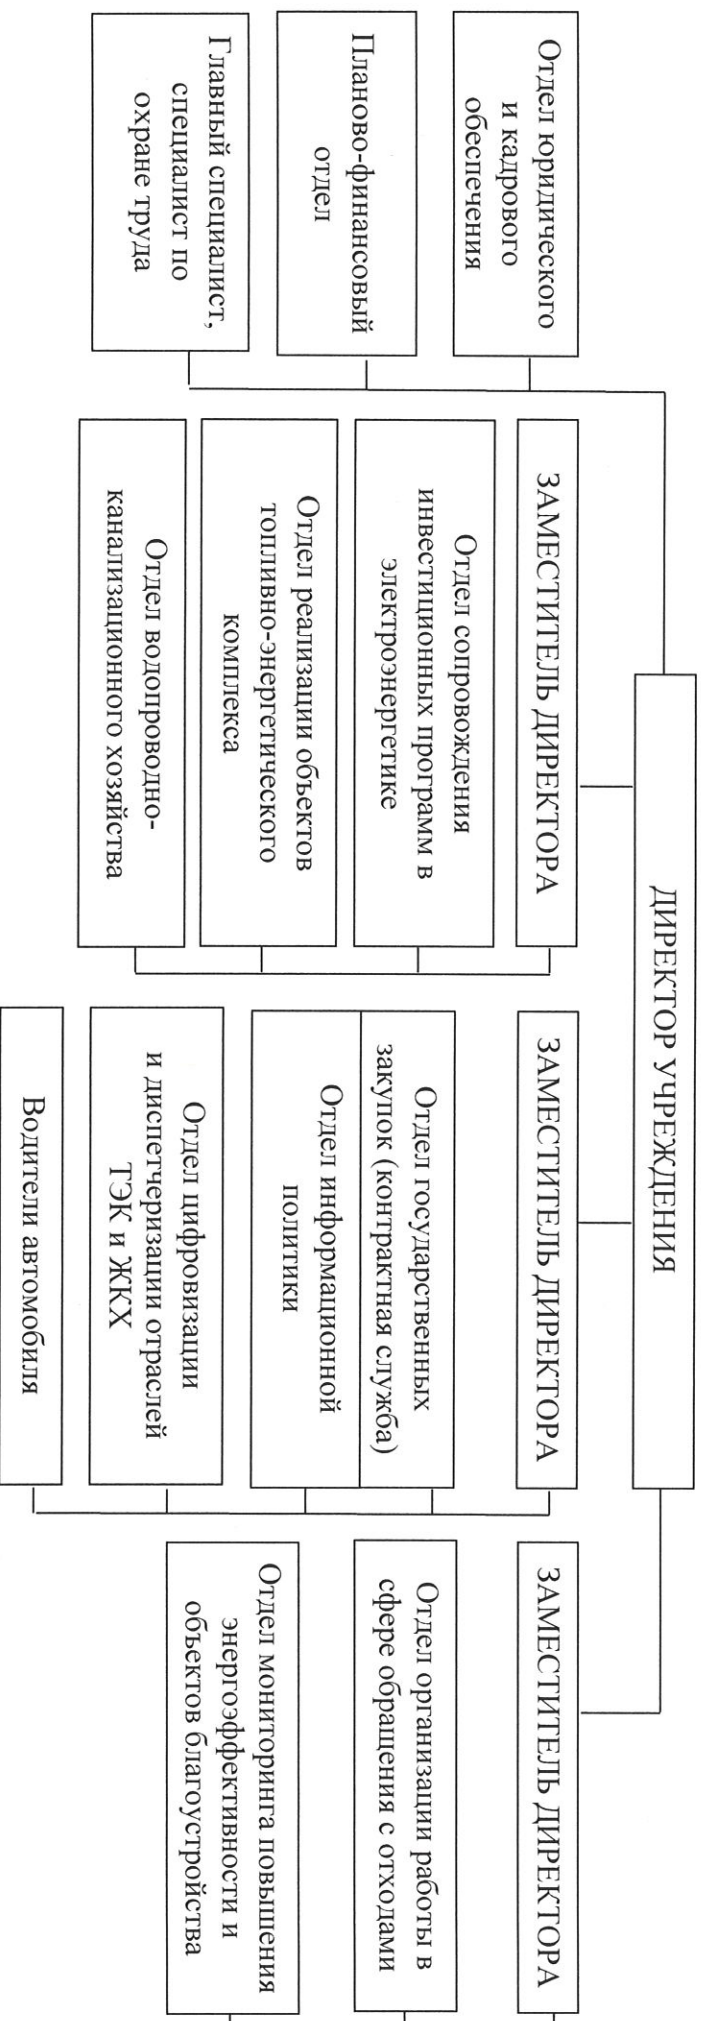 ДИРЕКТОР УЧРЕЖДЕНИЯ
Отдел юридического
и кадрового
обеспечения
Планово-финансовый
отдел
Главный специалист,
специалист по
охране труда
ЗАМЕСТИТЕЛЬ ДИРЕКТОРА
Отдел сопровождения
инвестиционных программ в
электроэнергетике
Отдел реализации объектов
топливно-энергетического
комплекса
Отдел водопроводно-
канализационного хозяйства
ЗАМЕСТИТЕЛЬ ДИРЕКТОРА
Отдел государственных
закупок (контрактная служба)
Отдел информационной
политики
Отдел цифровизации
и диспетчеризации отраслей
ТЭК и ЖКХ
Водители автомобиля
ЗАМЕСТИТЕЛЬ ДИРЕКТОРА
Отдел организации работы в
сфере обращения с отходами
Отдел мониторинга повышения
энергоэффективности и
объектов благоустройства